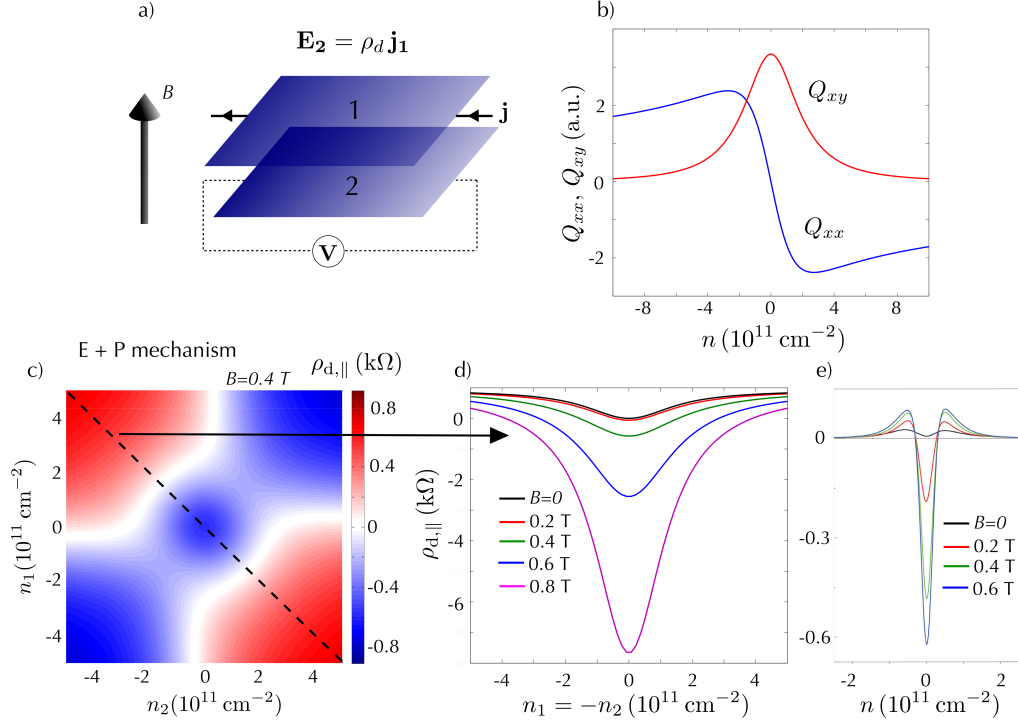 a)
E₂ = ρ_d j₁
B
1
j
2
V
b)
Q_xx, Q_xy (a.u.)
2
0
-2
Q_xy
Q_xx
-8 -4 0 4 8
n (10¹¹ cm⁻²)
E + P mechanism
c)
B=0.4 T
ρ_d,|| (kΩ)
0.8
0.4
0
-0.4
-0.8
n₁(10¹¹ cm⁻²)
4
2
0
-2
-4
-4 -2 0 2 4
n₂(10¹¹ cm⁻²)
d)
ρ_d,|| (kΩ)
0
-2
-4
-6
B=0
0.2 T
0.4 T
0.6 T
0.8 T
-4 -2 0 2 4
n₁ = −n₂ (10¹¹ cm⁻²)
e)
0
-0.3
-0.6
B=0
0.2 T
0.4 T
0.6 T
-2 0 2
n (10¹¹ cm⁻²)